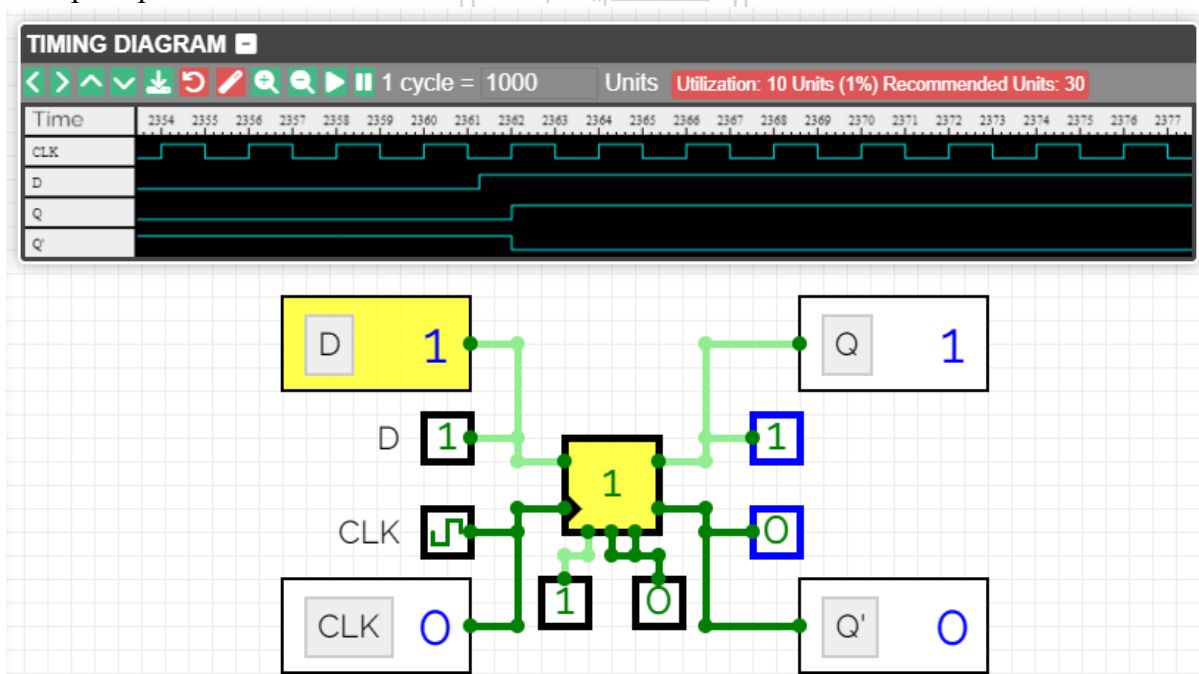 TIMING DIAGRAM
1 cycle = 1000 Units Utilization: 10 Units (1%) Recommended Units: 30
Time 2354 2355 2356 2357 2358 2359 2360 2361 2362 2363 2364 2365 2366 2367 2368 2369 2370 2371 2372 2373 2374 2375 2376 2377
CLK
D
Q
Q'
D 1 Q 1
D 1 1
1
CLK 0
1 0
CLK 0 Q' 0